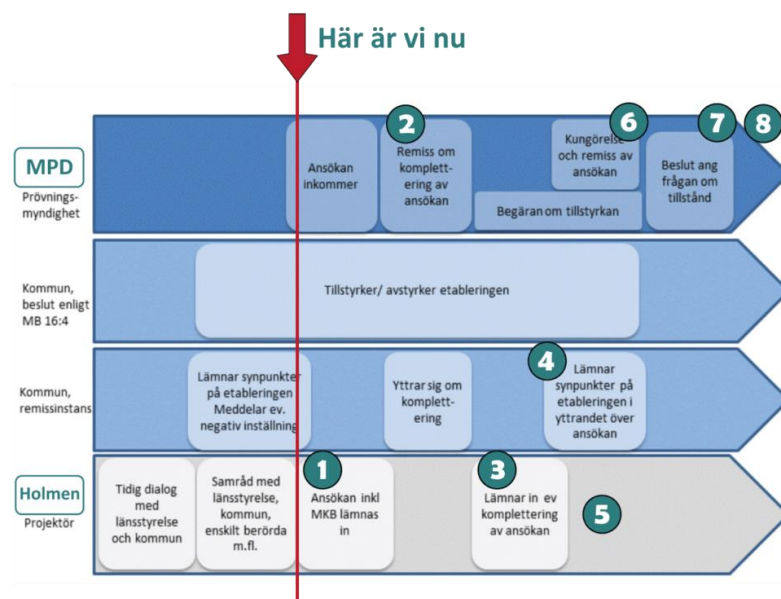 Här är vi nu
MPD
Prövnings-
myndighet
Ansökan
inkommer
2
Remiss om
komplett-
ering av
ansökan
Begäran om tillstyrkan
6
Kungörelse
och remiss av
ansökan
7
Beslut ang
frågan om
tillstånd
8
Kommun,
beslut enligt
MB 16:4
Tillstyrker/ avstyrker etableringen
Kommun,
remissinstans
Lämnar synpunkter
på etableringen
Meddelar ev.
negativ inställning
Yttrar sig om
komplett-
ering
4
Lämnar
synpunkter på
etableringen i
yttrandet över
ansökan
Holmen
Projektör
Tidig dialog
med
länsstyrelse
och kommun
Samråd med
länsstyrelse,
kommun,
enskilt berörda
m.fl.
1
Ansökan inkl
MKB lämnas
in
3
Lämnar in ev
komplettering
av ansökan
5